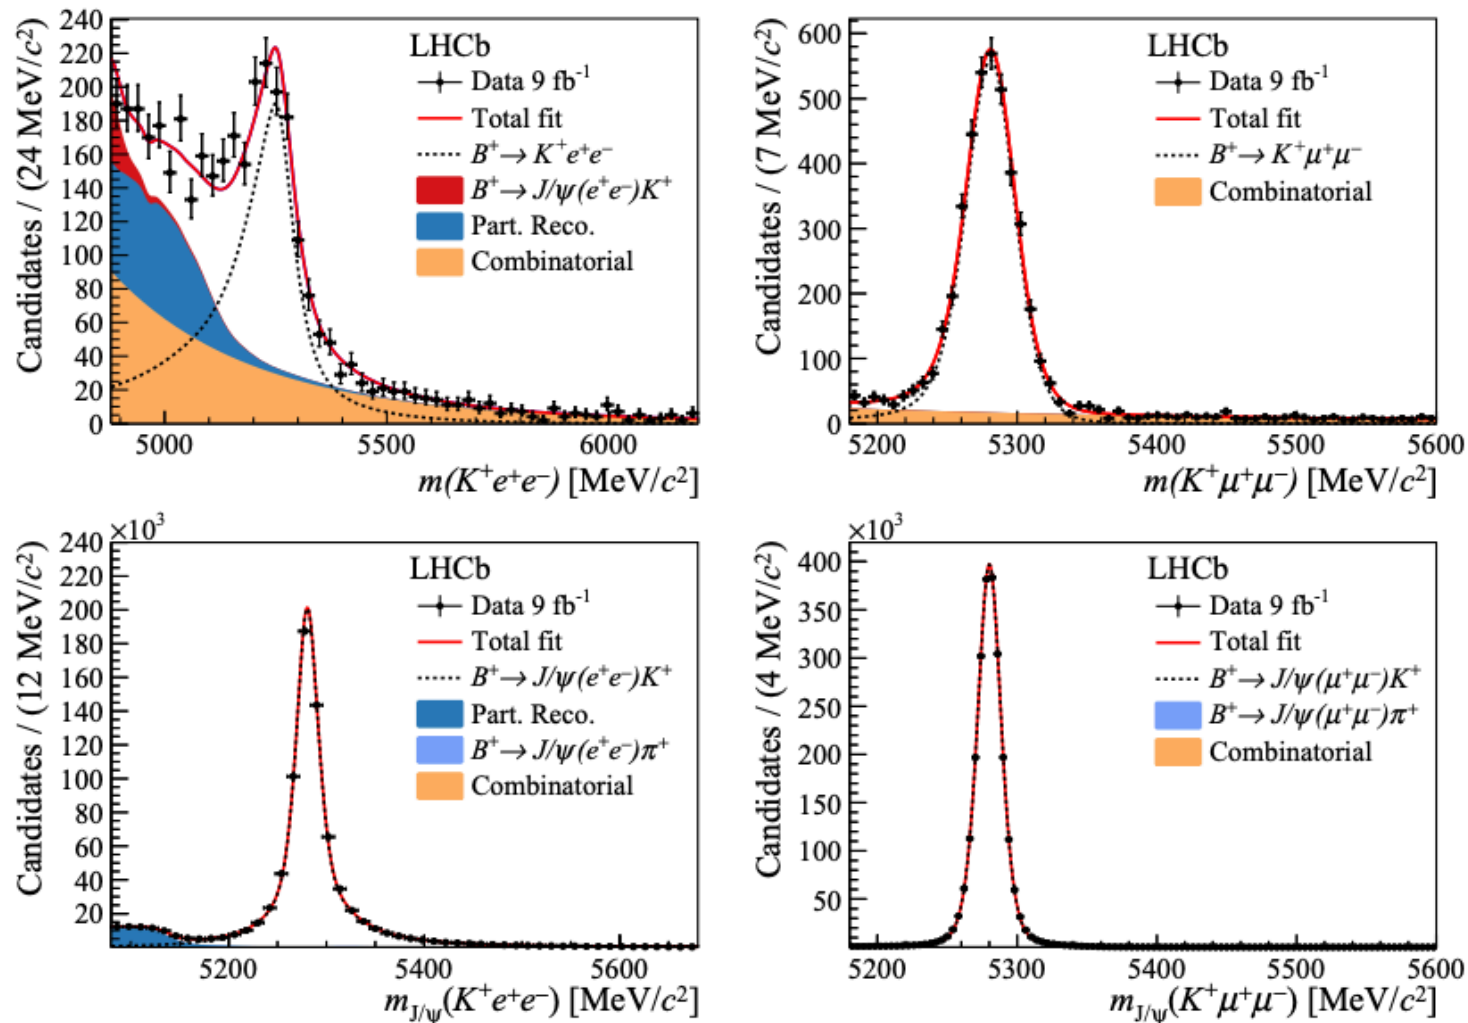 Candidates / (24 MeV/c²)
240
220
200
180
160
140
120
100
80
60
40
20
0
LHCb
Data 9 fb⁻¹
Total fit
B⁺→ K⁺e⁺e⁻
B⁺→ J/ψ(e⁺e⁻)K⁺
Part. Reco.
Combinatorial
5000 5500 6000
m(K⁺e⁺e⁻) [MeV/c²]
Candidates / (7 MeV/c²)
600
500
400
300
200
100
0
LHCb
Data 9 fb⁻¹
Total fit
B⁺→ K⁺μ⁺μ⁻
Combinatorial
5200 5300 5400 5500 5600
m(K⁺μ⁺μ⁻) [MeV/c²]
×10³
Candidates / (12 MeV/c²)
240
220
200
180
160
140
120
100
80
60
40
20
LHCb
Data 9 fb⁻¹
Total fit
B⁺→ J/ψ(e⁺e⁻)K⁺
Part. Reco.
B⁺→ J/ψ(e⁺e⁻)π⁺
Combinatorial
5200 5400 5600
m_J/ψ(K⁺e⁺e⁻) [MeV/c²]
×10³
Candidates / (4 MeV/c²)
400
350
300
250
200
150
100
50
LHCb
Data 9 fb⁻¹
Total fit
B⁺→ J/ψ(μ⁺μ⁻)K⁺
B⁺→ J/ψ(μ⁺μ⁻)π⁺
Combinatorial
5200 5300 5400 5500 5600
m_J/ψ(K⁺μ⁺μ⁻) [MeV/c²]